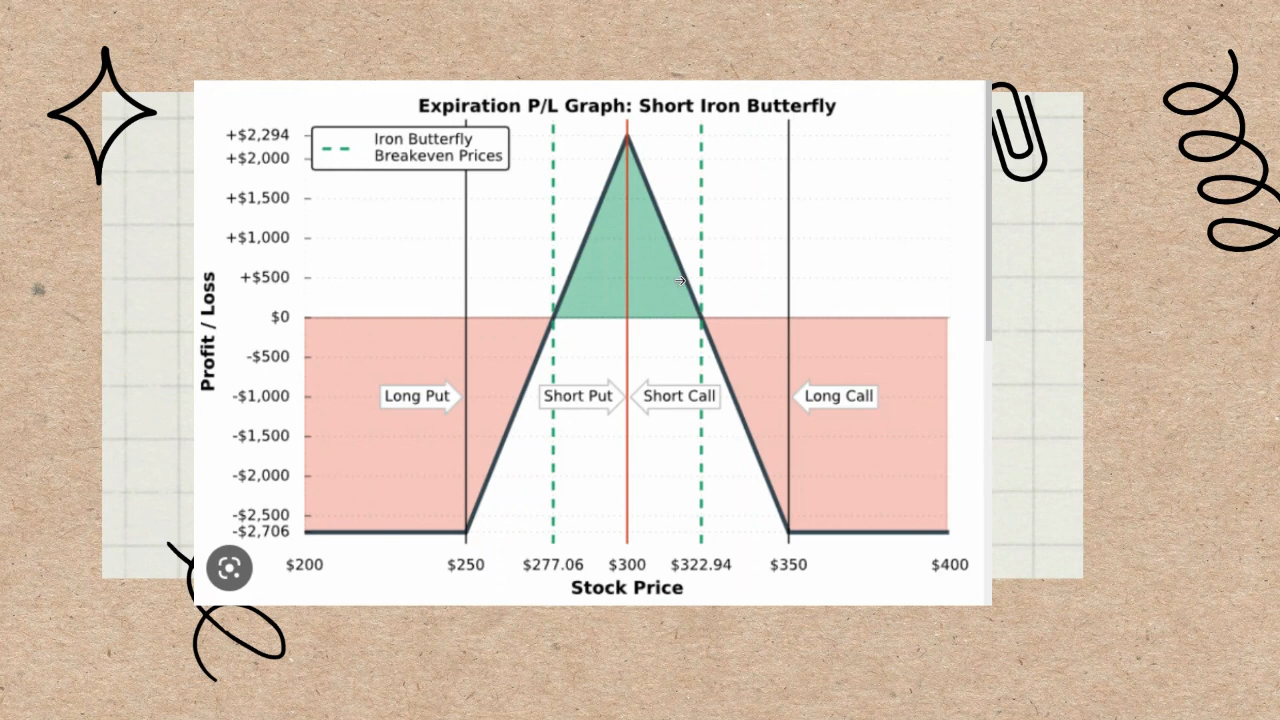 Expiration P/L Graph: Short Iron Butterfly
Iron Butterfly
Breakeven Prices
+$2,294
+$2,000
+$1,500
+$1,000
+$500
$0
-$500
-$1,000
-$1,500
-$2,000
-$2,500
-$2,706
Profit / Loss
Long Put
Short Put
Short Call
Long Call
$200
$250
$277.06
$300
$322.94
$350
$400
Stock Price